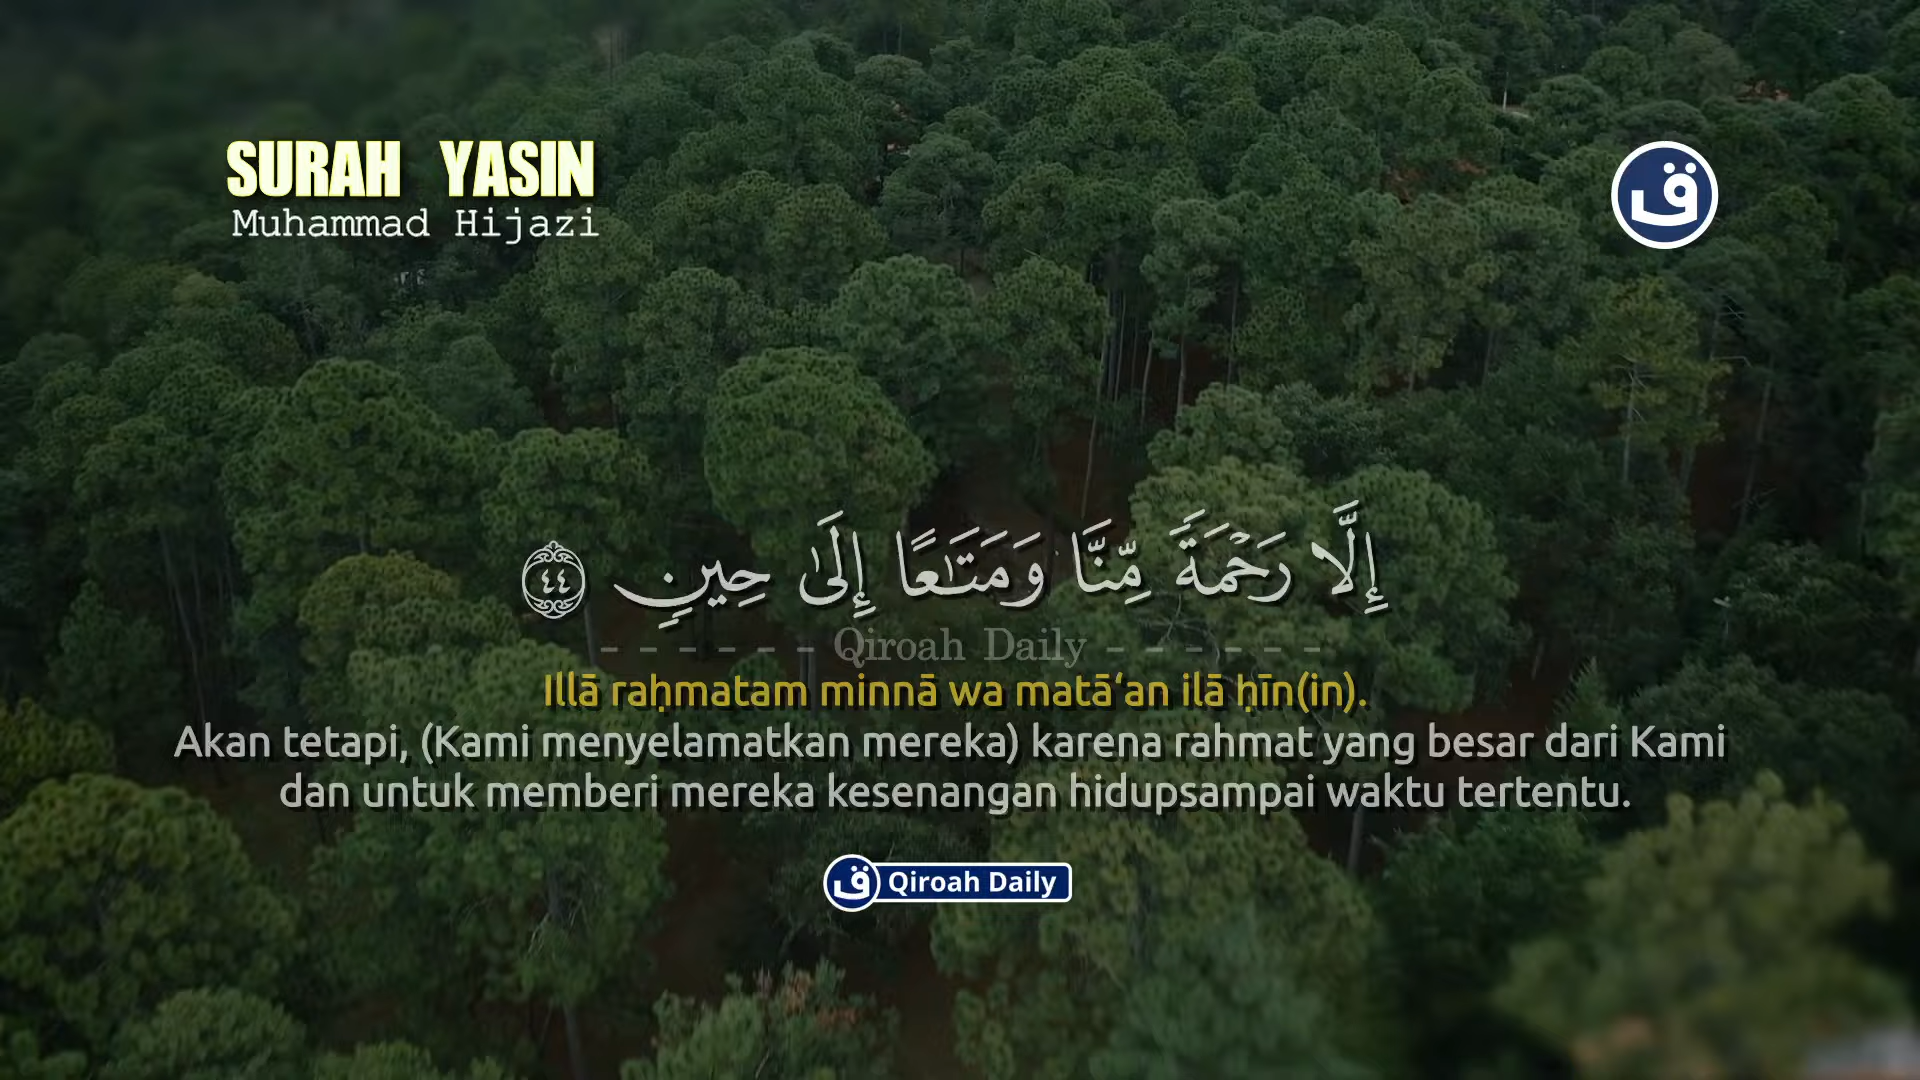 SURAH YASIN
Muhammad Hijazi
ق
إِلَّا رَحْمَةً مِّنَّا وَمَتَـٰعًا إِلَىٰ حِينٍ ٤٤
- - - - - - Qiroah Daily - - - - - -
Illā raḥmatam minnā wa matā‘an ilā ḥīn(in).
Akan tetapi, (Kami menyelamatkan mereka) karena rahmat yang besar dari Kami
dan untuk memberi mereka kesenangan hidupsampai waktu tertentu.
ق Qiroah Daily